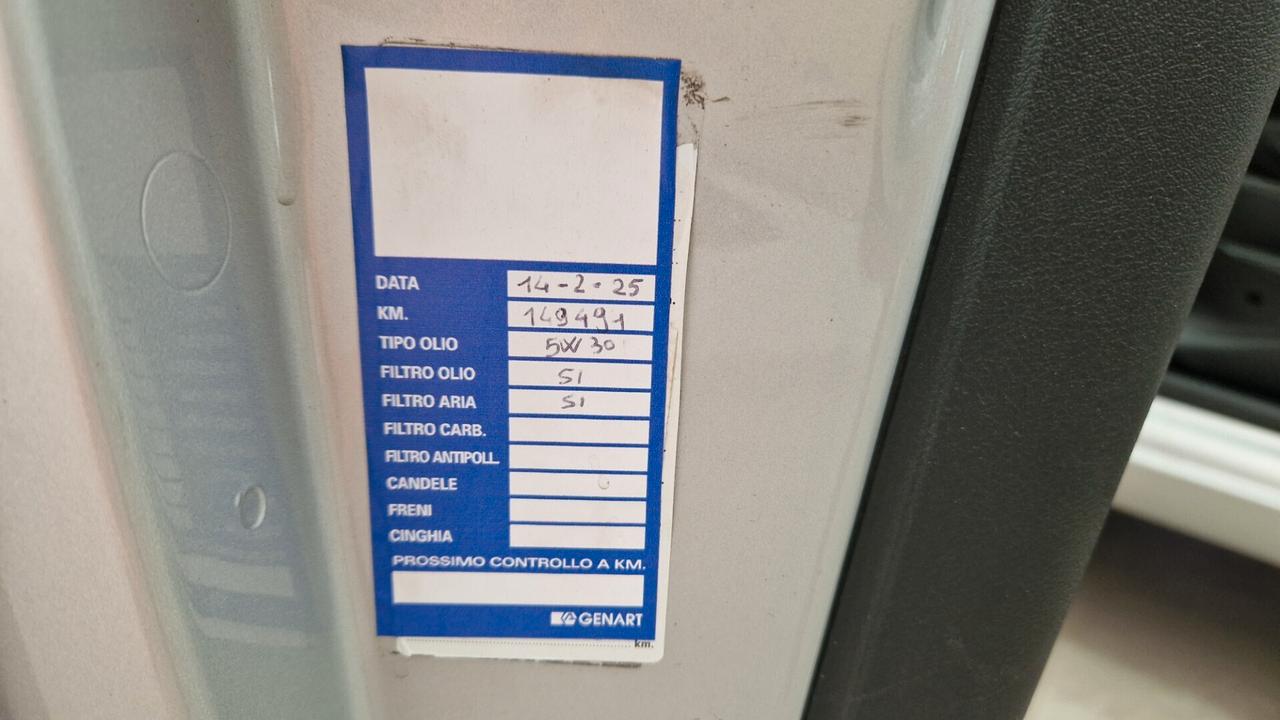 DATA 14-2-25
KM. 149491
TIPO OLIO 5W30
FILTRO OLIO SI
FILTRO ARIA SI
FILTRO CARB.
FILTRO ANTIPOLL.
CANDELE
FRENI
CINGHIA
PROSSIMO CONTROLLO A KM.
GENART
km.